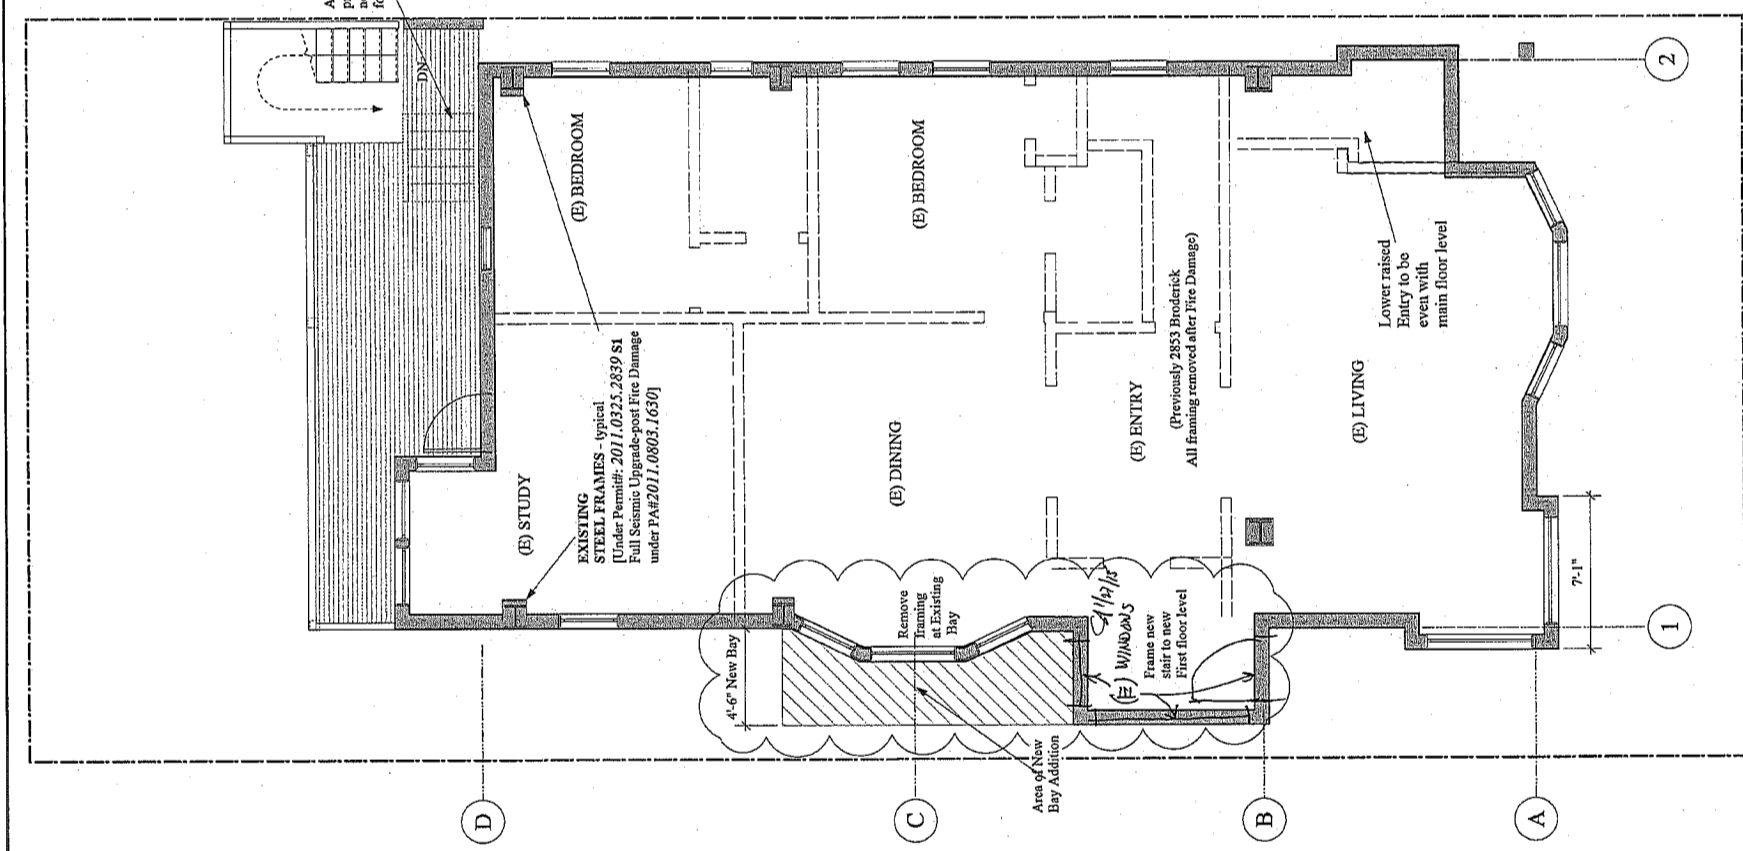 DN
(E) BEDROOM
(E) BEDROOM
2
(E) STUDY
EXISTING
STEEL FRAMES - typical
[Under Permit#: 2011.0325.2839 S1
Full Seismic Upgrade-post Fire Damage
under PA#2011.0803.1630]
(E) DINING
(E) ENTRY
(Previously 2853 Broderick
All framing removed after Fire Damage)
Lower raised
Entry to be
even with
main floor level
(E) LIVING
4'-6" New Bay
Remove
framing
at Existing
Bay
(E) WINDOWS
Frame new
stair to new
First floor level
7'-1"
1
Area of New
Bay Addition
D
C
B
A